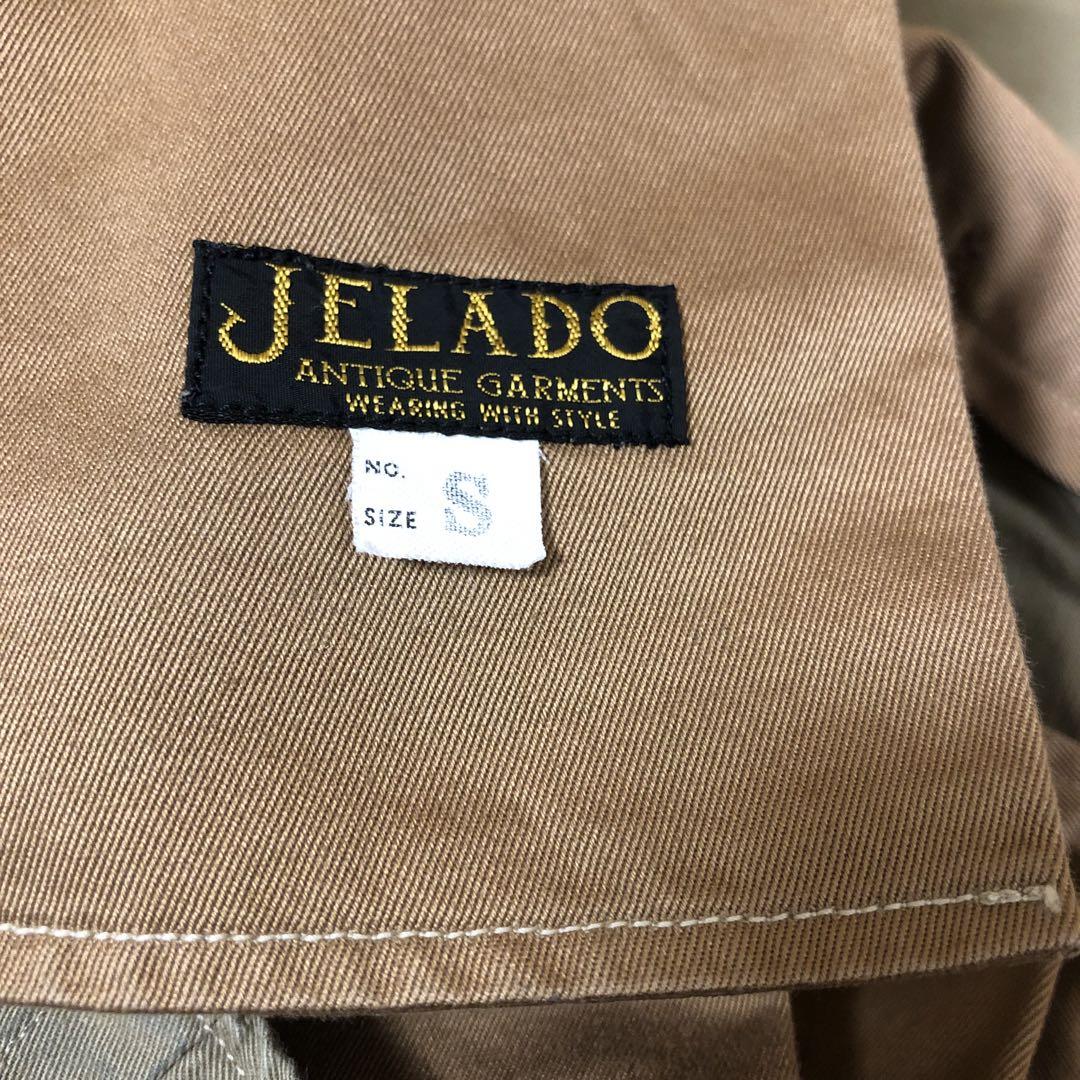 JELADO
ANTIQUE GARMENTS
WEARING WITH STYLE
NO.
SIZE S